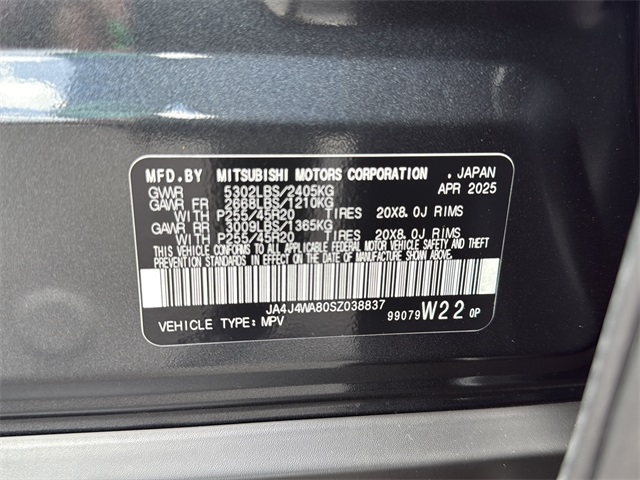 MFD.BY MITSUBISHI MOTORS CORPORATION . JAPAN
GVWR 5302LBS/2405KG APR 2025
GAWR FR 2668LBS/1210KG
WITH P255/45R20 TIRES 20X8.0J RIMS
GAWR RR 3009LBS/1365KG
WITH P255/45R20 TIRES 20X8.0J RIMS
THIS VEHICLE CONFORMS TO ALL APPLICABLE FEDERAL MOTOR VEHICLE SAFETY AND THEFT
PREVENTION STANDARDS IN EFFECT ON THE DATE OF MANUFACTURE SHOWN ABOVE.
JA4J4WA80SZ038837
VEHICLE TYPE: MPV 99079 W22 0P